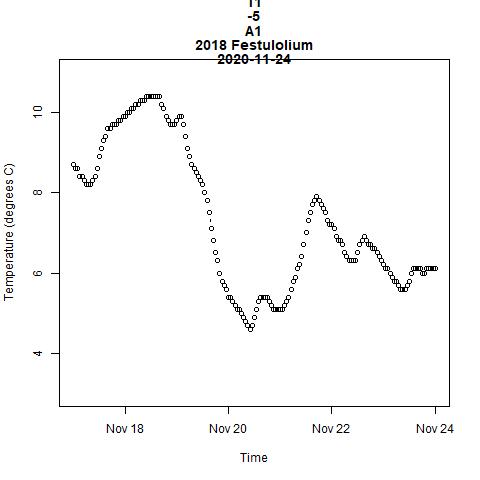 -5
A1
2018 Festulolium
2020-11-24
Temperature (degrees C)
10
8
6
4
Nov 18 Nov 20 Nov 22 Nov 24
Time